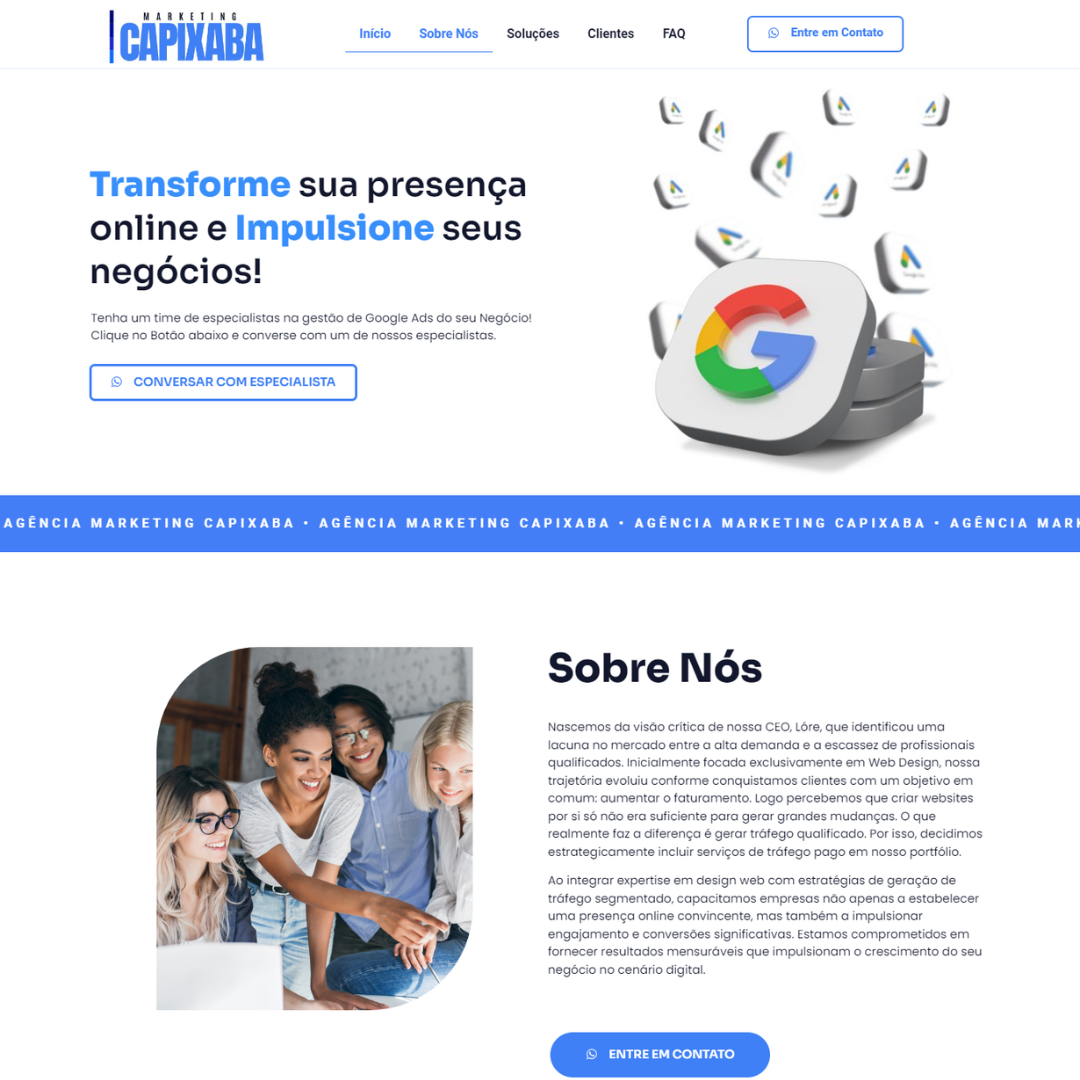 MARKETING
CAPIXABA
Início Sobre Nós Soluções Clientes FAQ
Entre em Contato
Transforme sua presença
online e Impulsione seus
negócios!
Tenha um time de especialistas na gestão de Google Ads do seu Negócio!
Clique no Botão abaixo e converse com um de nossos especialistas.
CONVERSAR COM ESPECIALISTA
AGÊNCIA MARKETING CAPIXABA • AGÊNCIA MARKETING CAPIXABA • AGÊNCIA MARKETING CAPIXABA • AGÊNCIA MARK
Sobre Nós
Nascemos da visão crítica de nossa CEO, Lóre, que identificou uma
lacuna no mercado entre a alta demanda e a escassez de profissionais
qualificados. Inicialmente focada exclusivamente em Web Design, nossa
trajetória evoluiu conforme conquistamos clientes com um objetivo em
comum: aumentar o faturamento. Logo percebemos que criar websites
por si só não era suficiente para gerar grandes mudanças. O que
realmente faz a diferença é gerar tráfego qualificado. Por isso, decidimos
estrategicamente incluir serviços de tráfego pago em nosso portfólio.
Ao integrar expertise em design web com estratégias de geração de
tráfego segmentado, capacitamos empresas não apenas a estabelecer
uma presença online convincente, mas também a impulsionar
engajamento e conversões significativas. Estamos comprometidos em
fornecer resultados mensuráveis que impulsionam o crescimento do seu
negócio no cenário digital.
ENTRE EM CONTATO